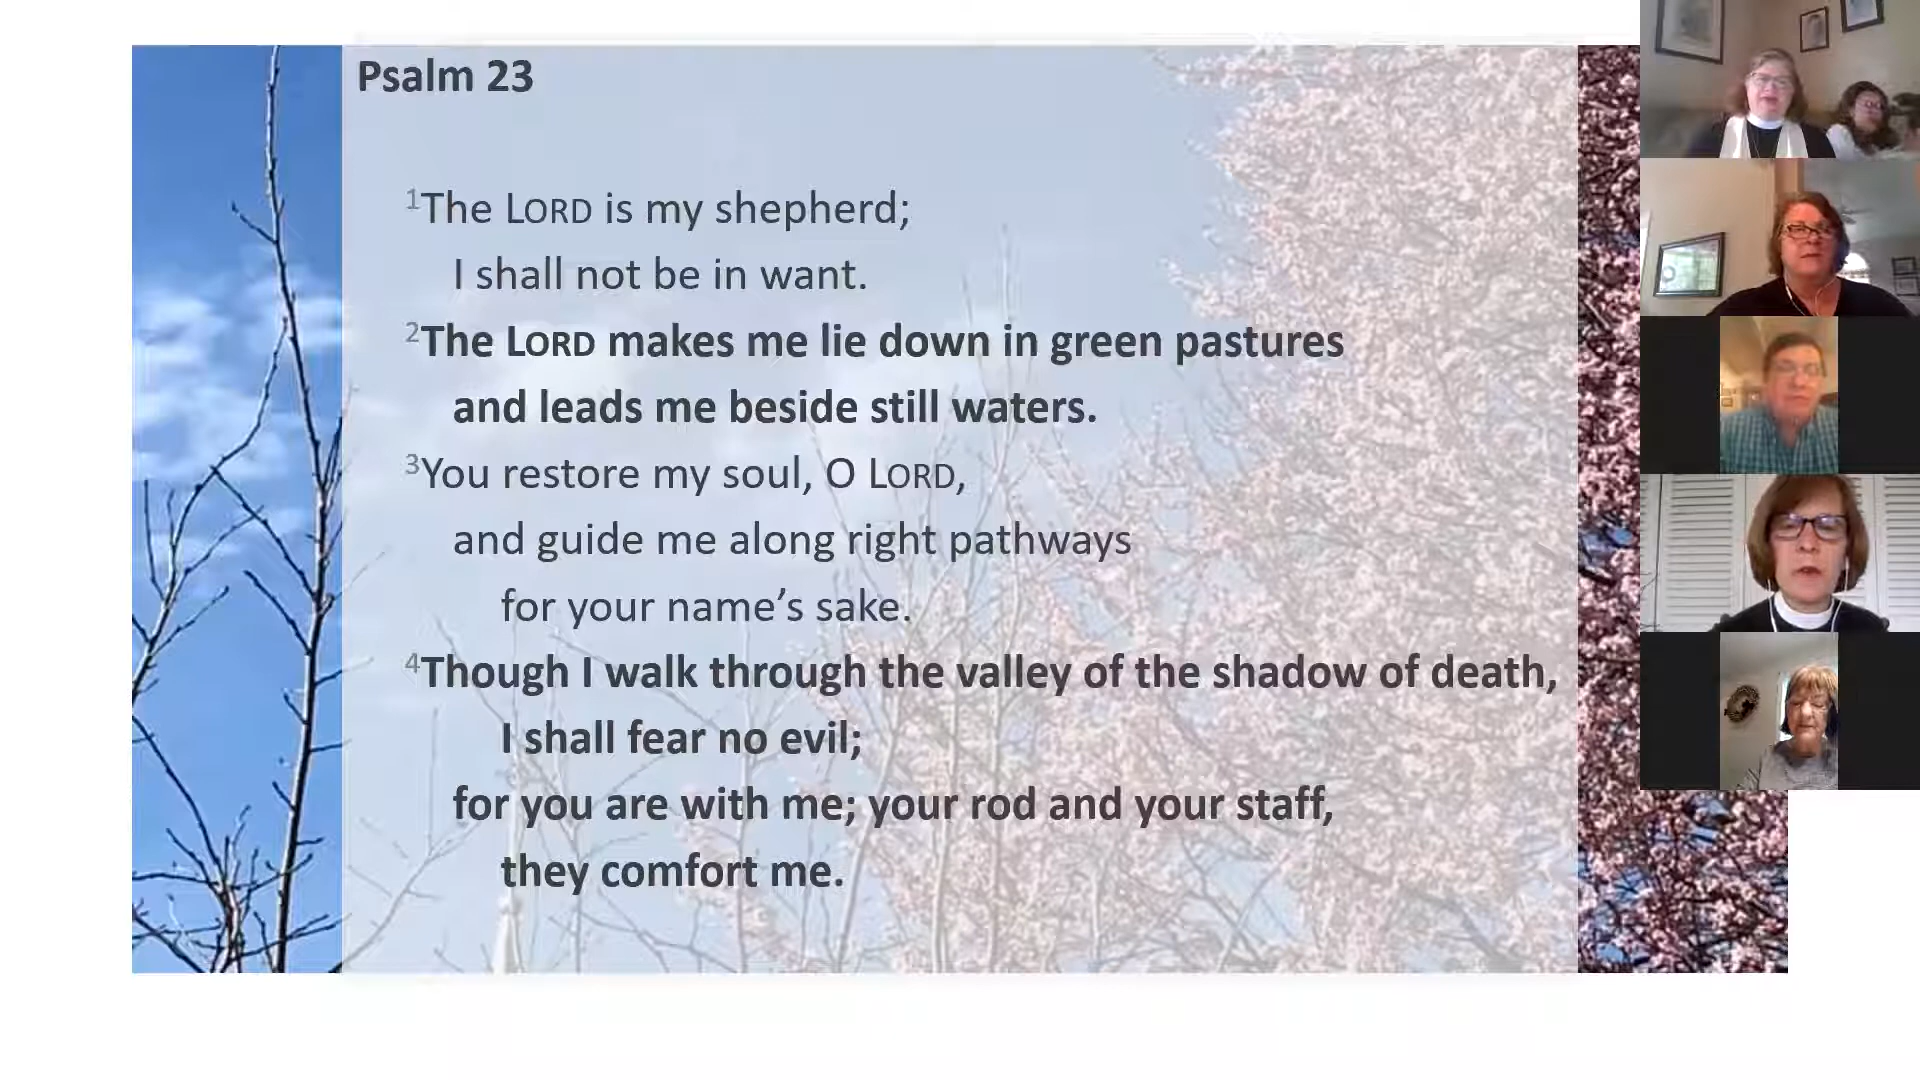 Psalm 23
1The LORD is my shepherd;
I shall not be in want.
2The LORD makes me lie down in green pastures
and leads me beside still waters.
3You restore my soul, O LORD,
and guide me along right pathways
for your name’s sake.
4Though I walk through the valley of the shadow of death,
I shall fear no evil;
for you are with me; your rod and your staff,
they comfort me.